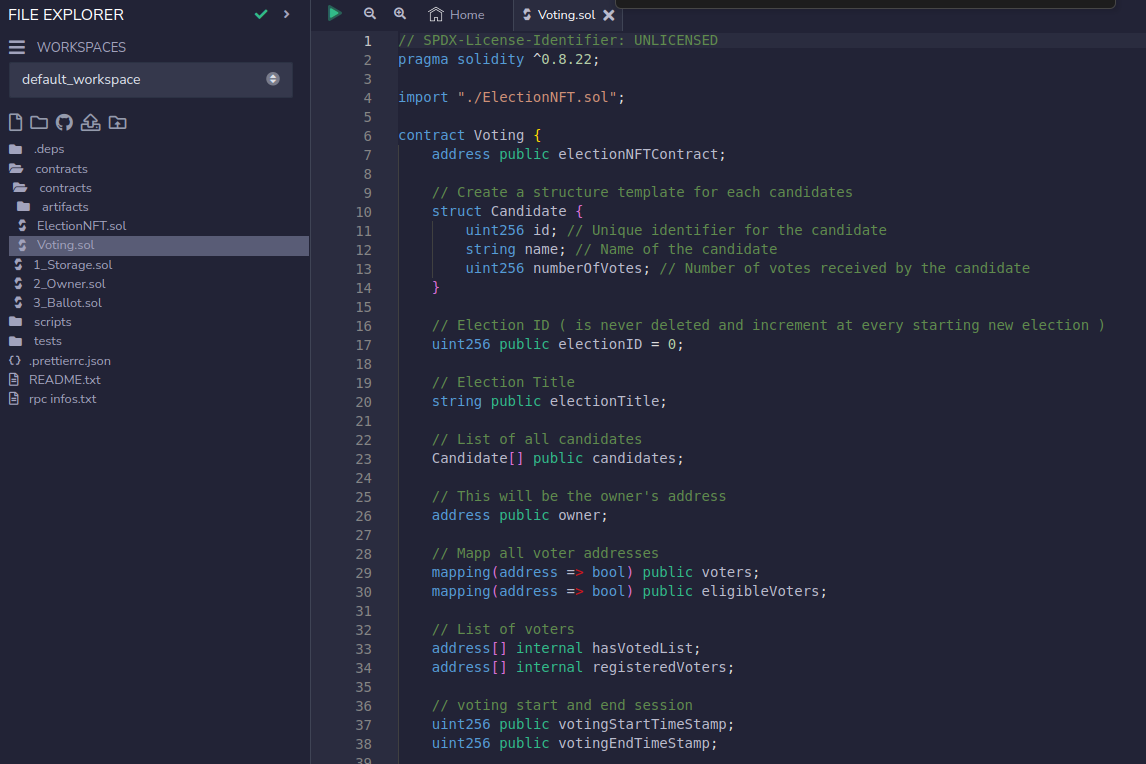 FILE EXPLORER
WORKSPACES
default_workspace
.deps
contracts
contracts
artifacts
ElectionNFT.sol
Voting.sol
1_Storage.sol
2_Owner.sol
3_Ballot.sol
scripts
tests
{} .prettierrc.json
README.txt
rpc infos.txt
Home
Voting.sol
1 // SPDX-License-Identifier: UNLICENSED
2 pragma solidity ^0.8.22;
3
4 import "./ElectionNFT.sol";
5
6 contract Voting {
7 address public electionNFTContract;
8
9 // Create a structure template for each candidates
10 struct Candidate {
11 uint256 id; // Unique identifier for the candidate
12 string name; // Name of the candidate
13 uint256 numberOfVotes; // Number of votes received by the candidate
14 }
15
16 // Election ID ( is never deleted and increment at every starting new election )
17 uint256 public electionID = 0;
18
19 // Election Title
20 string public electionTitle;
21
22 // List of all candidates
23 Candidate[] public candidates;
24
25 // This will be the owner's address
26 address public owner;
27
28 // Mapp all voter addresses
29 mapping(address => bool) public voters;
30 mapping(address => bool) public eligibleVoters;
31
32 // List of voters
33 address[] internal hasVotedList;
34 address[] internal registeredVoters;
35
36 // voting start and end session
37 uint256 public votingStartTimeStamp;
38 uint256 public votingEndTimeStamp;
39